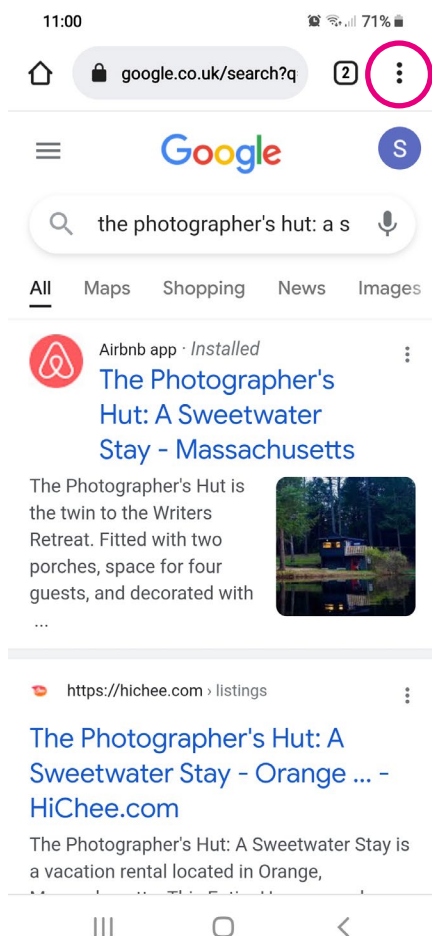 11:00 71%
google.co.uk/search?q 2
Google S
the photographer's hut: a s
All Maps Shopping News Images
Airbnb app · Installed
The Photographer's
Hut: A Sweetwater
Stay - Massachusetts
The Photographer's Hut is
the twin to the Writers
Retreat. Fitted with two
porches, space for four
guests, and decorated with
...
https://hichee.com › listings
The Photographer's Hut: A
Sweetwater Stay - Orange ... -
HiChee.com
The Photographer's Hut: A Sweetwater Stay is
a vacation rental located in Orange,